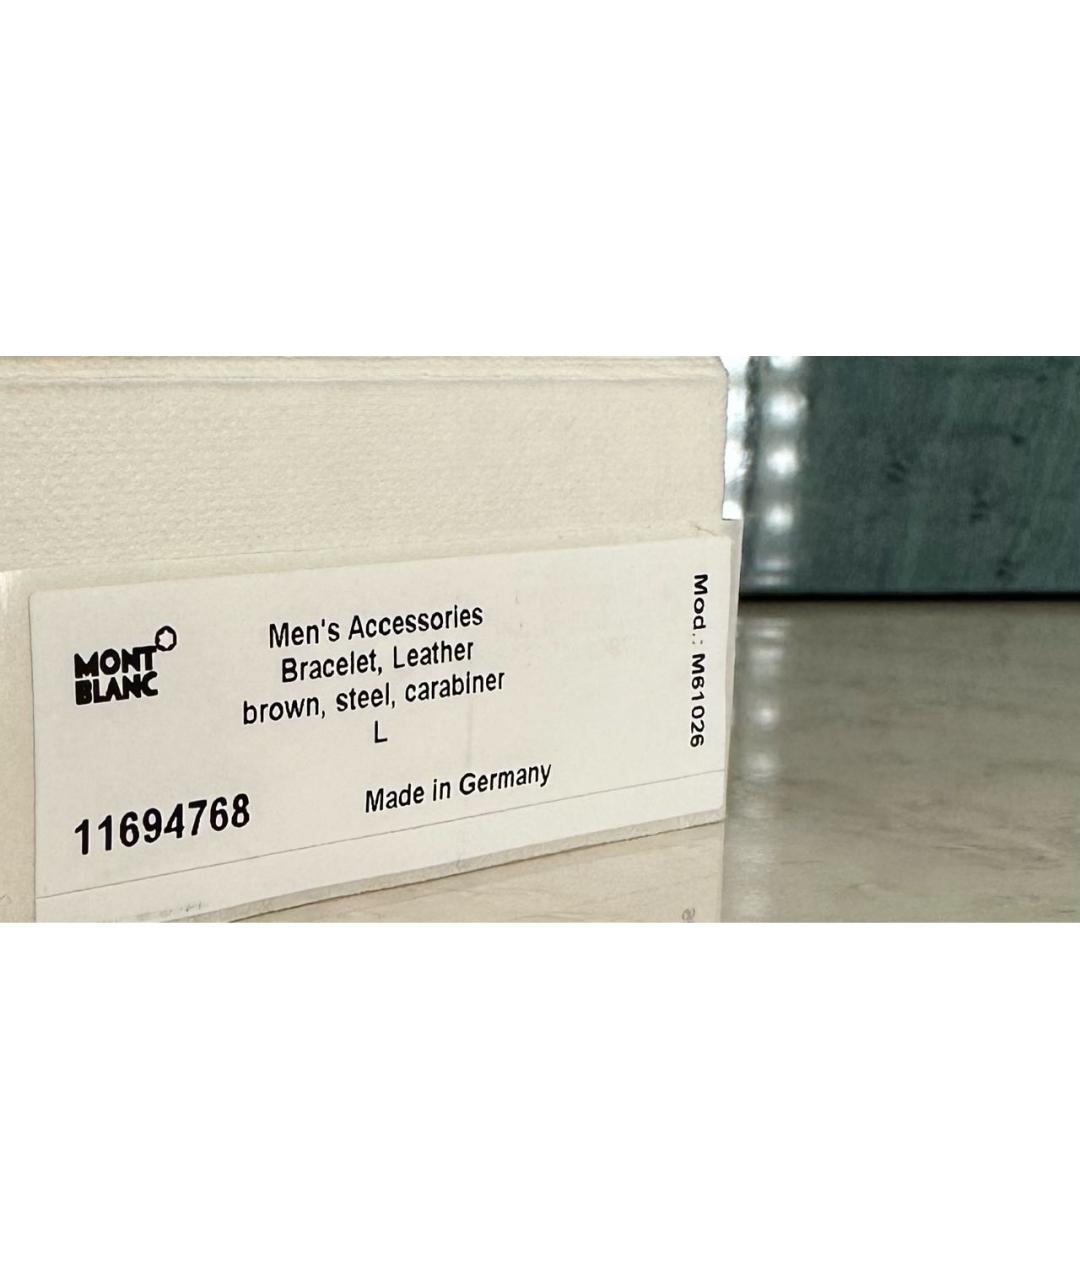 MONT
BLANC
Men's Accessories
Bracelet, Leather
brown, steel, carabiner
L
Made in Germany
11694768
Mod.: M61026